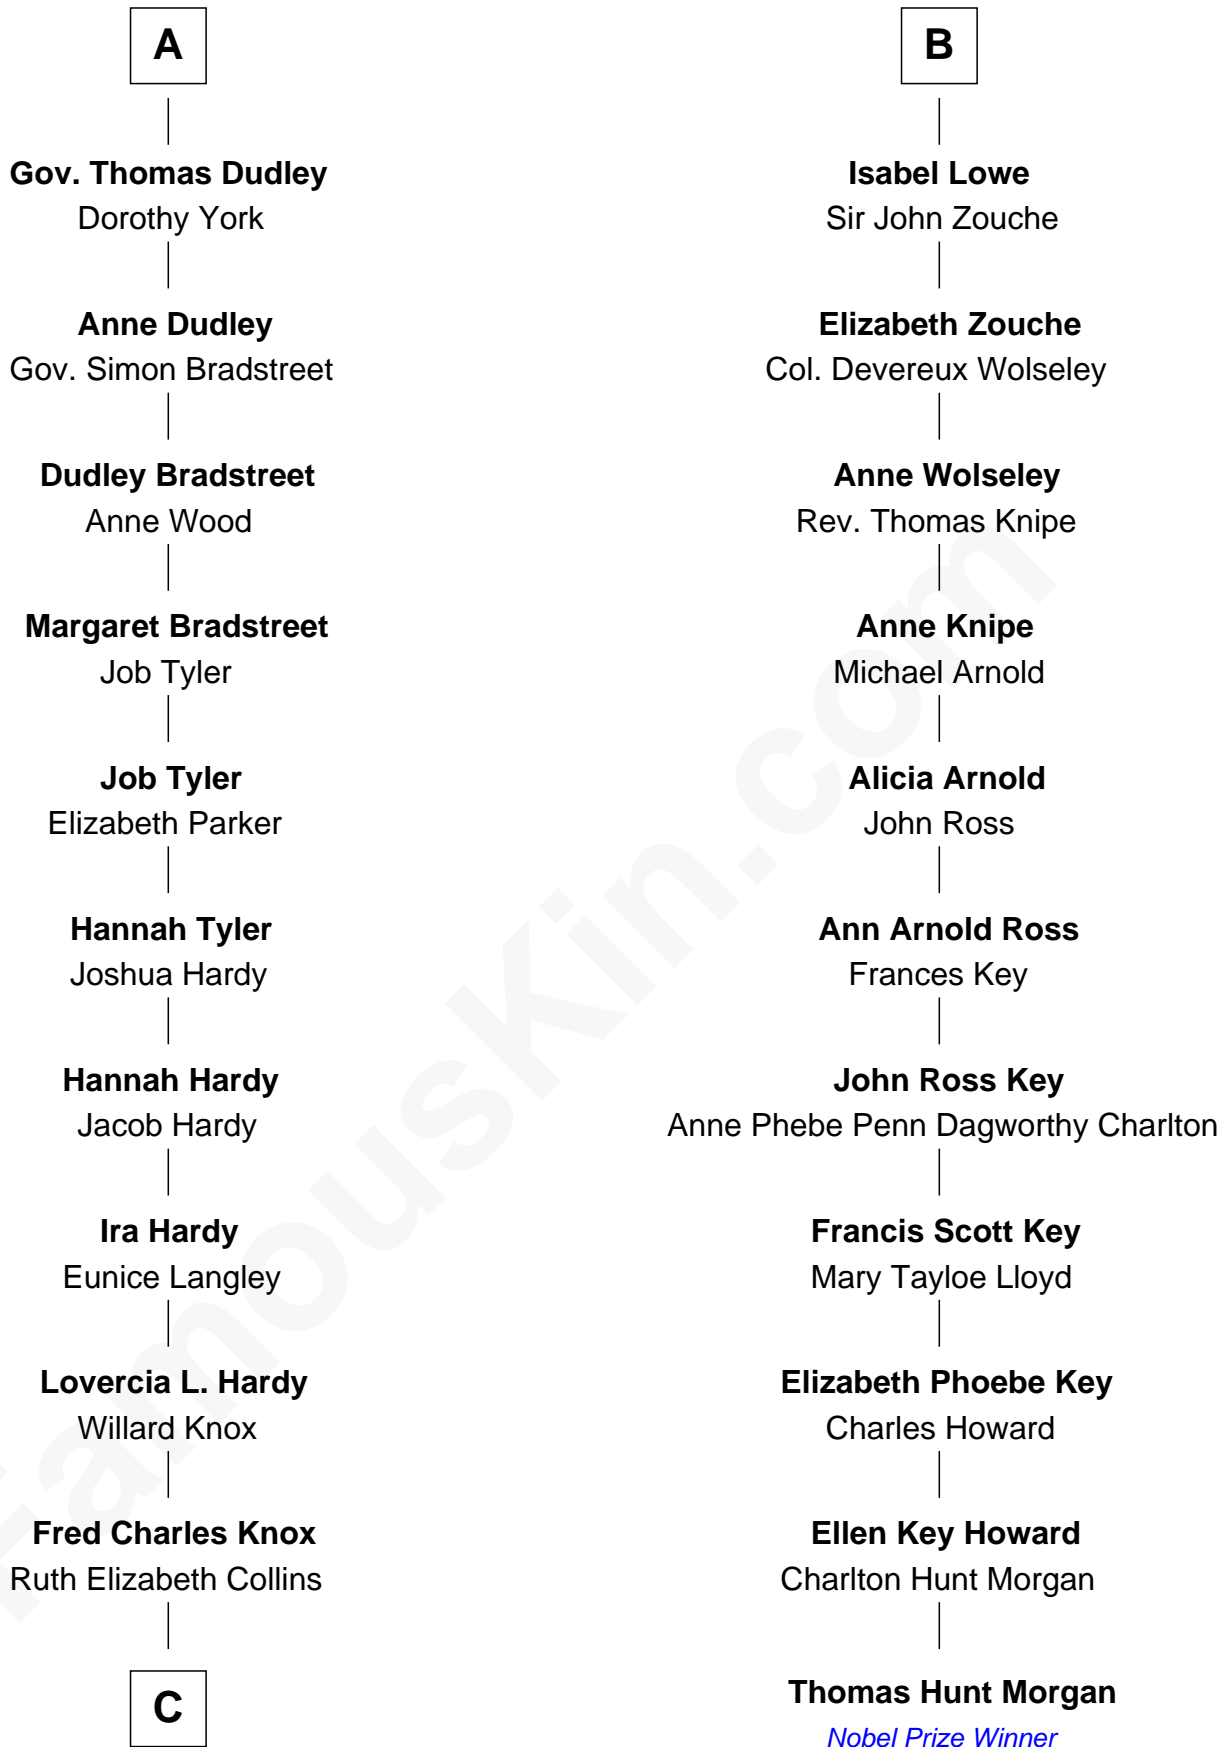 A
Gov. Thomas Dudley
Dorothy York
Anne Dudley
Gov. Simon Bradstreet
Dudley Bradstreet
Anne Wood
Margaret Bradstreet
Job Tyler
Job Tyler
Elizabeth Parker
Hannah Tyler
Joshua Hardy
Hannah Hardy
Jacob Hardy
Ira Hardy
Eunice Langley
Lovercia L. Hardy
Willard Knox
Fred Charles Knox
Ruth Elizabeth Collins
C
B
Isabel Lowe
Sir John Zouche
Elizabeth Zouche
Col. Devereux Wolseley
Anne Wolseley
Rev. Thomas Knipe
Anne Knipe
Michael Arnold
Alicia Arnold
John Ross
Ann Arnold Ross
Frances Key
John Ross Key
Anne Phebe Penn Dagworthy Charlton
Francis Scott Key
Mary Tayloe Lloyd
Elizabeth Phoebe Key
Charles Howard
Ellen Key Howard
Charlton Hunt Morgan
Thomas Hunt Morgan
Nobel Prize Winner
FamousKin.com